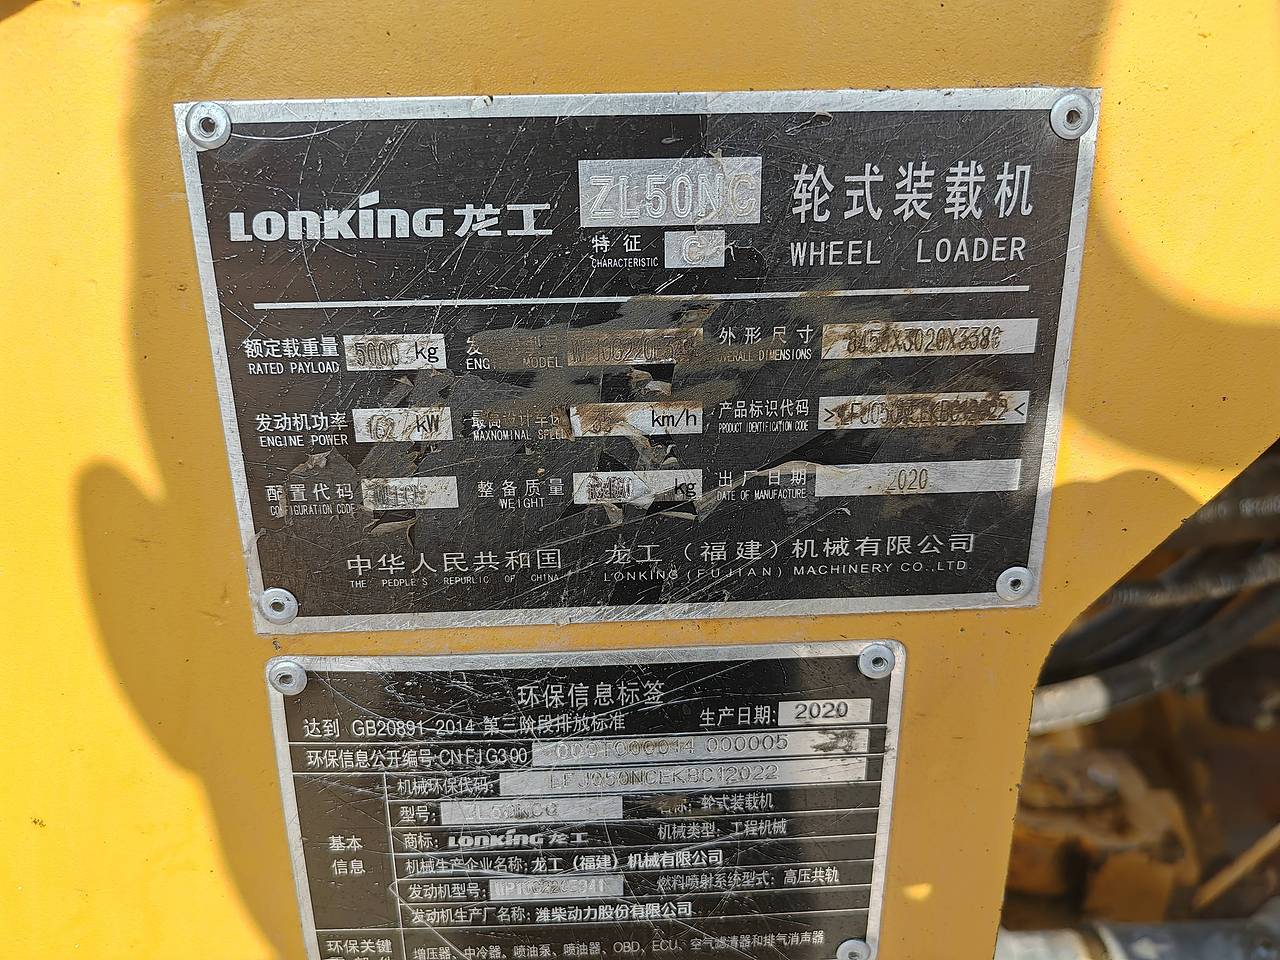 LONKING 龙工 ZL50NC 轮式装载机
特征 CHARACTERISTIC C WHEEL LOADER
额定载重量 RATED PAYLOAD 5000 kg
MODEL
外形尺寸 OVERALL DIMENSIONS
发动机功率 ENGINE POWER 162 kW
MAXNOMINAL km/h
产品标识代码 PRODUCT IDENTIFICATION CODE
配置代码 CONFIGURATION CODE
整备质量 WEIGHT kg
出厂日期 DATE OF MANUFACTURE 2020
中华人民共和国 龙工(福建)机械有限公司
THE PEOPLE'S REPUBLIC OF CHINA LONKING(FUJIAN) MACHINERY CO.,LTD.
环保信息标签
达到 GB20891-2014 第三阶段排放标准 生产日期: 2020
环保信息公开编号:CN FJ G3 00 000005
机械环保代码: LFJ050NCEKBC12022
型号: 名称: 轮式装载机
基本信息
商标: LONKING 龙工 机械类型: 工程机械
机械生产企业名称: 龙工(福建)机械有限公司
发动机型号: 燃料喷射系统型式: 高压共轨
发动机生产厂名称: 潍柴动力股份有限公司
环保关键
增压器、中冷器、喷油泵、喷油器、OBD、ECU、空气滤清器和排气消声器